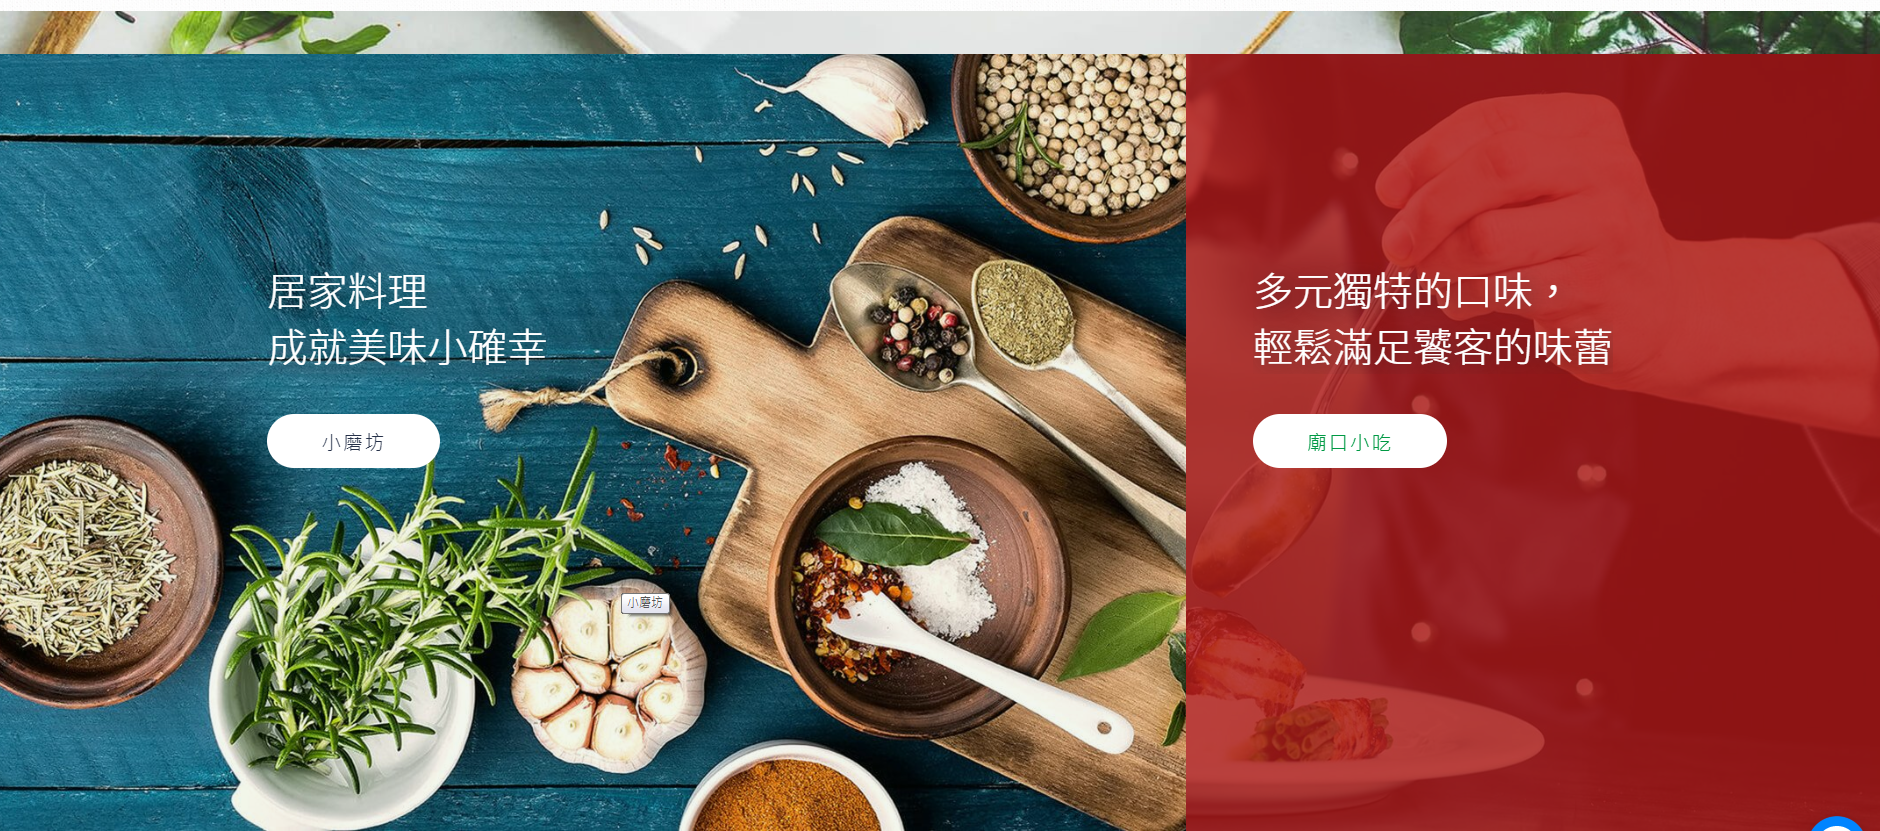 居家料理
成就美味小確幸
小磨坊
小磨坊
多元獨特的口味，
輕鬆滿足饕客的味蕾
廟口小吃